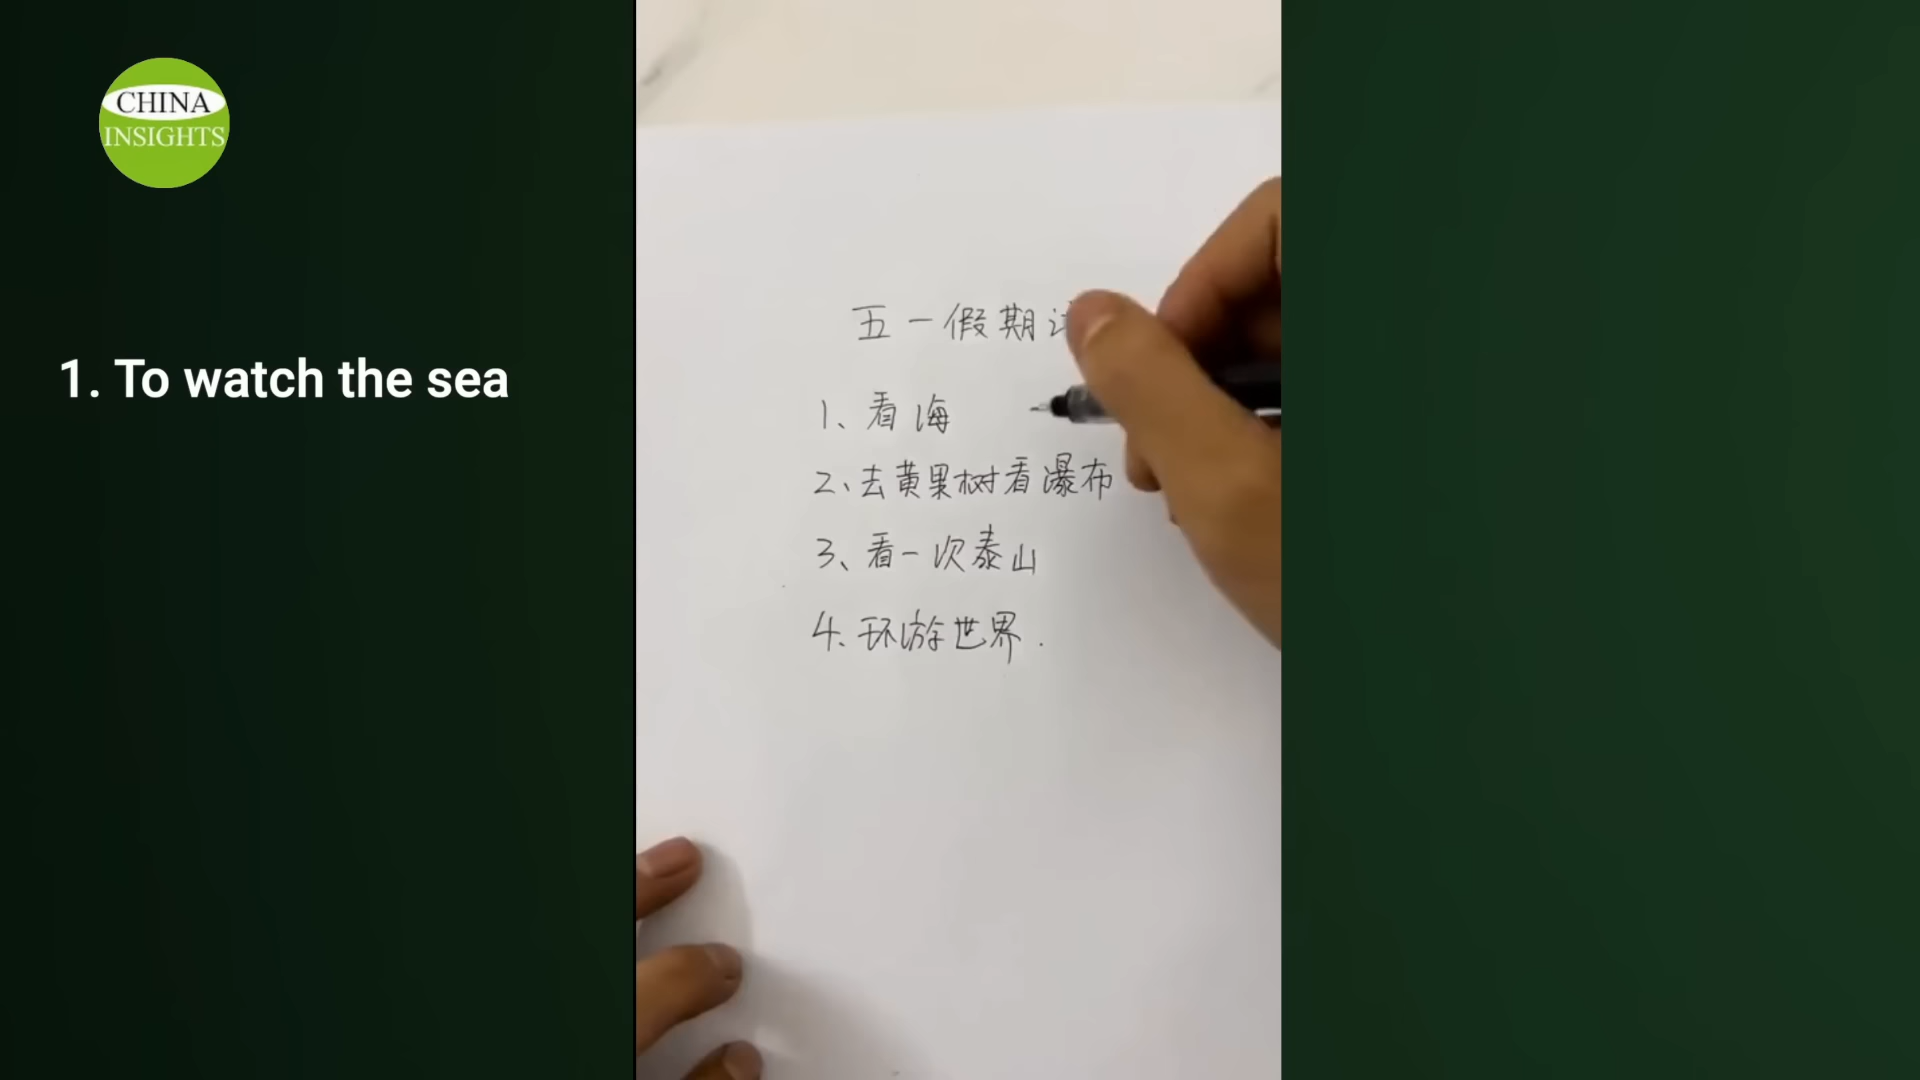 CHINA
INSIGHTS
1. To watch the sea
五一假期
1、看海
2、去黄果树看瀑布
3、看一次泰山
4、环游世界.